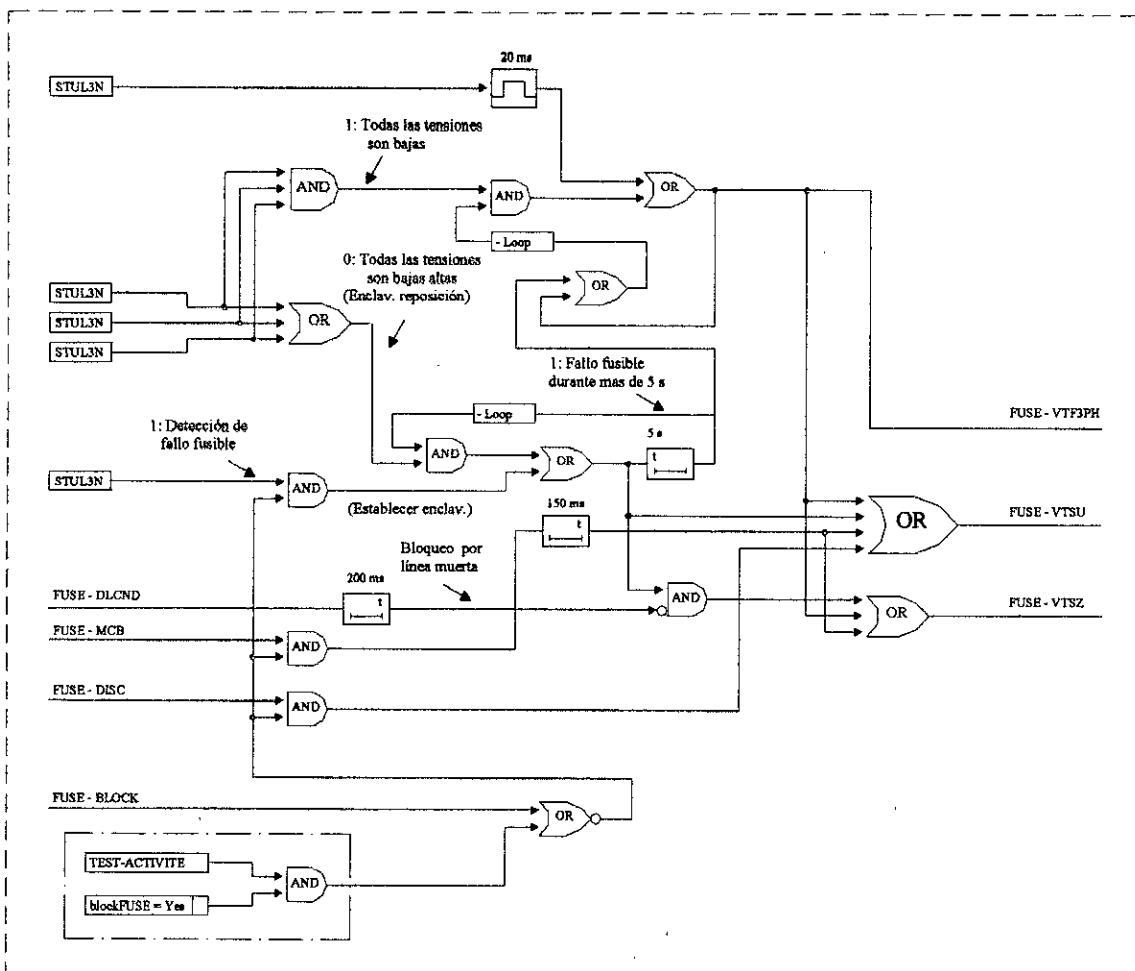 20 ms
STUL3N
1: Todas las tensiones
son bajas
AND
AND
OR
- Loop
0: Todas las tensiones
son bajas altas
(Enclav. reposición)
OR
STUL3N
STUL3N
STUL3N
OR
1: Fallo fusible
durante mas de 5 s
- Loop
FUSE - VTF3PH
1: Detección de
fallo fusible
5 s
t
AND
OR
STUL3N
AND
(Establecer enclav.)
150 ms
t
OR
FUSE - VTSU
Bloqueo por
línea muerta
200 ms
t
FUSE - DLCND
AND
FUSE - VTSZ
OR
FUSE - MCB
AND
FUSE - DISC
AND
FUSE - BLOCK
OR
TEST-ACTIVITE
AND
blockFUSE = Yes